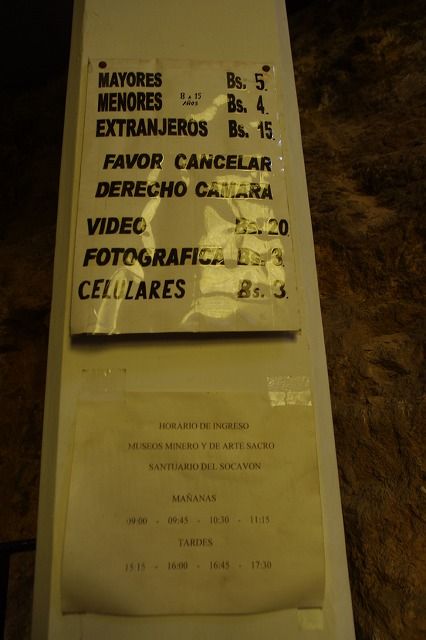 MAYORES Bs. 5.
MENORES 8 a 15 AÑOS Bs. 4.
EXTRANJEROS Bs. 15.
FAVOR CANCELAR
DERECHO CAMARA
VIDEO Bs. 20.
FOTOGRAFICA Bs. 3.
CELULARES Bs. 3.
HORARIO DE INGRESO
MUSEOS MINERO Y DE ARTE SACRO
SANTUARIO DEL SOCAVON
MAÑANAS
09:00 - 09:45 - 10:30 - 11:15
TARDES
15:15 - 16:00 - 16:45 - 17:30